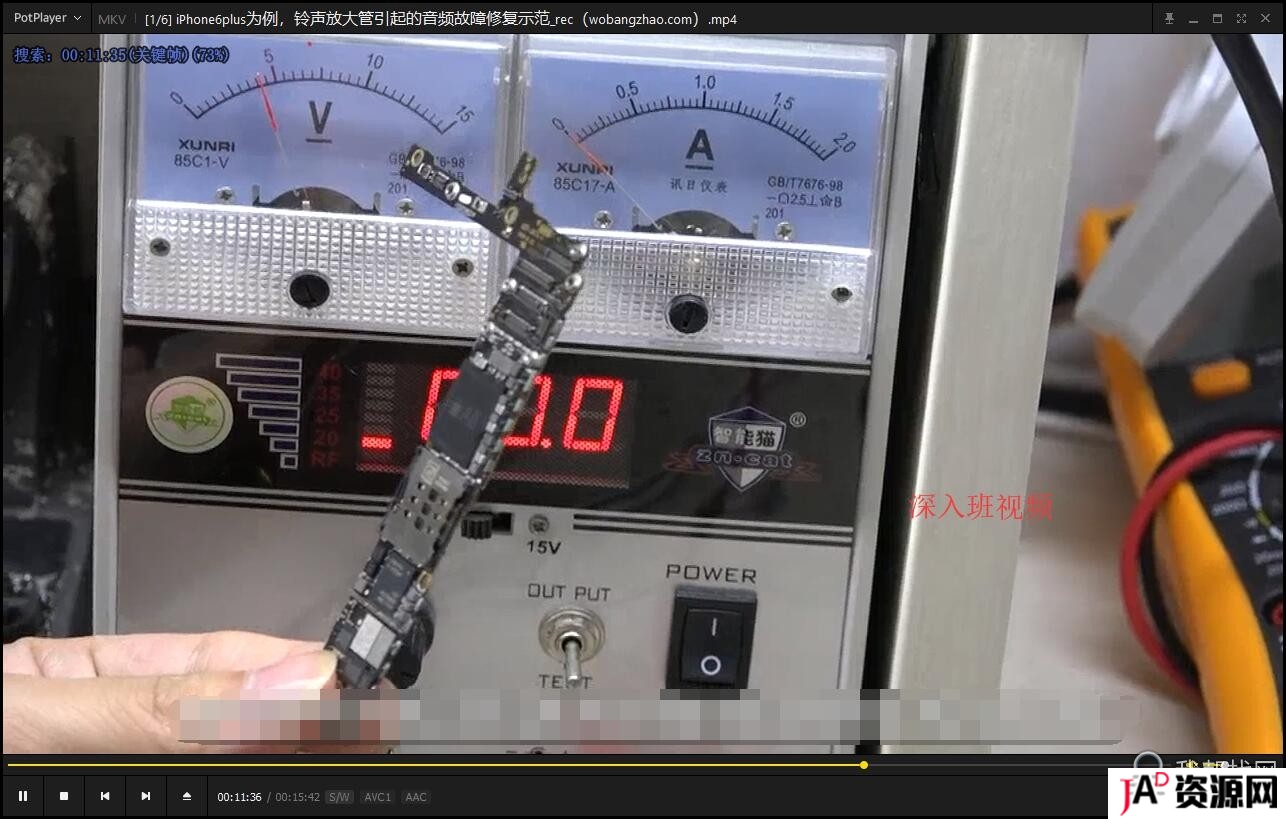 PotPlayer
MKV
[1/6] iPhone6plus为例，铃声放大管引起的音频故障修复示范_rec（wobangzhao.com）.mp4
搜索: 00:11:35(关键帧) (73%)
0 5 10 15
V
XUNRI
85C1-V
201
0 0.5 1.0 1.5 2.0
A
XUNRI
85C17-A
讯日仪表
GB/T7676-98
201
40
35
25
20
RF
智能猫
®
zn.cat
深入班视频
15V
OUT PUT
POWER
TEST
00:11:36 / 00:15:42 S/W AVC1 AAC
JAD资源网